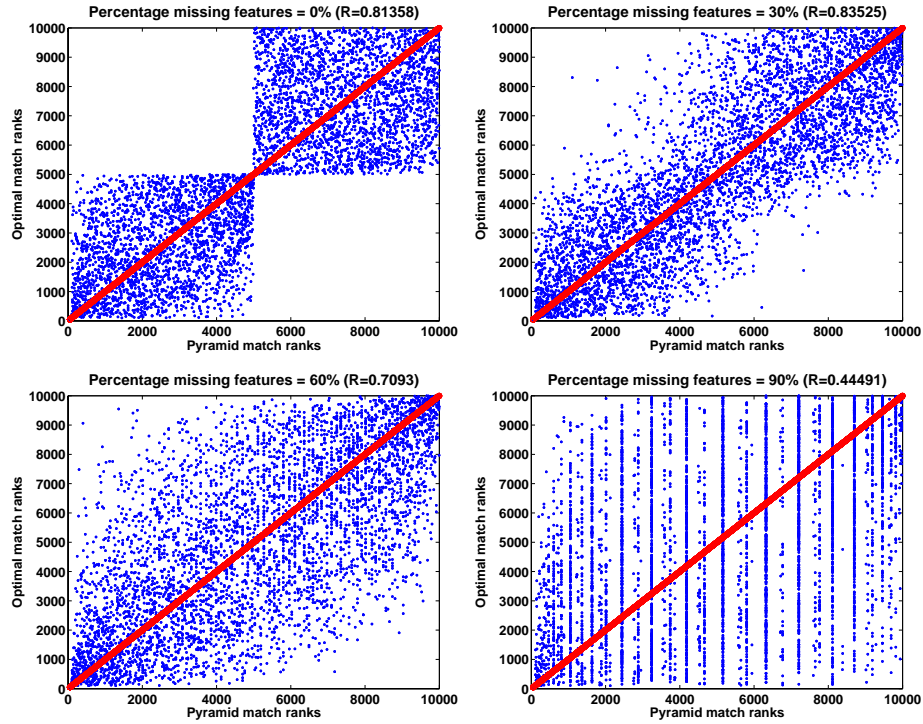 Percentage missing features = 0% (R=0.81358)
10000
9000
8000
7000
6000
5000
4000
3000
2000
1000
0
Optimal match ranks
0 2000 4000 6000 8000 10000
Pyramid match ranks
Percentage missing features = 30% (R=0.83525)
10000
9000
8000
7000
6000
5000
4000
3000
2000
1000
0
Optimal match ranks
0 2000 4000 6000 8000 10000
Pyramid match ranks
Percentage missing features = 60% (R=0.7093)
10000
9000
8000
7000
6000
5000
4000
3000
2000
1000
0
Optimal match ranks
0 2000 4000 6000 8000 10000
Pyramid match ranks
Percentage missing features = 90% (R=0.44491)
10000
9000
8000
7000
6000
5000
4000
3000
2000
1000
0
Optimal match ranks
0 2000 4000 6000 8000 10000
Pyramid match ranks